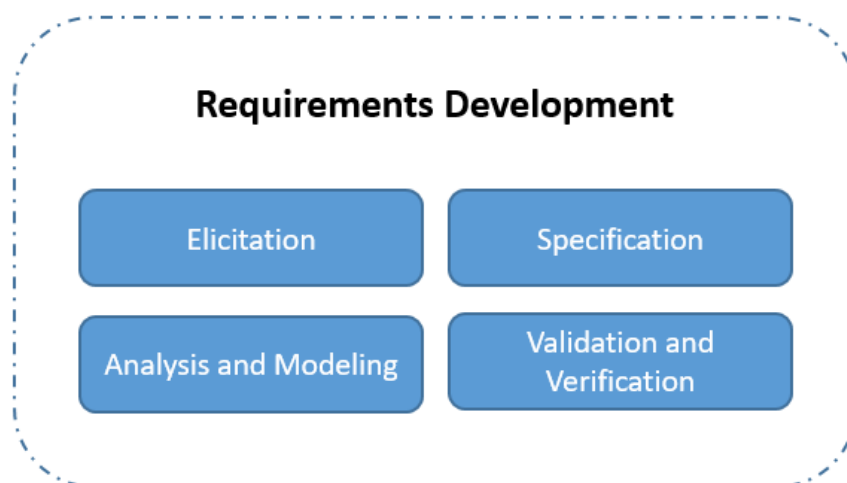 Requirements Development
Elicitation
Specification
Analysis and Modeling
Validation and
Verification